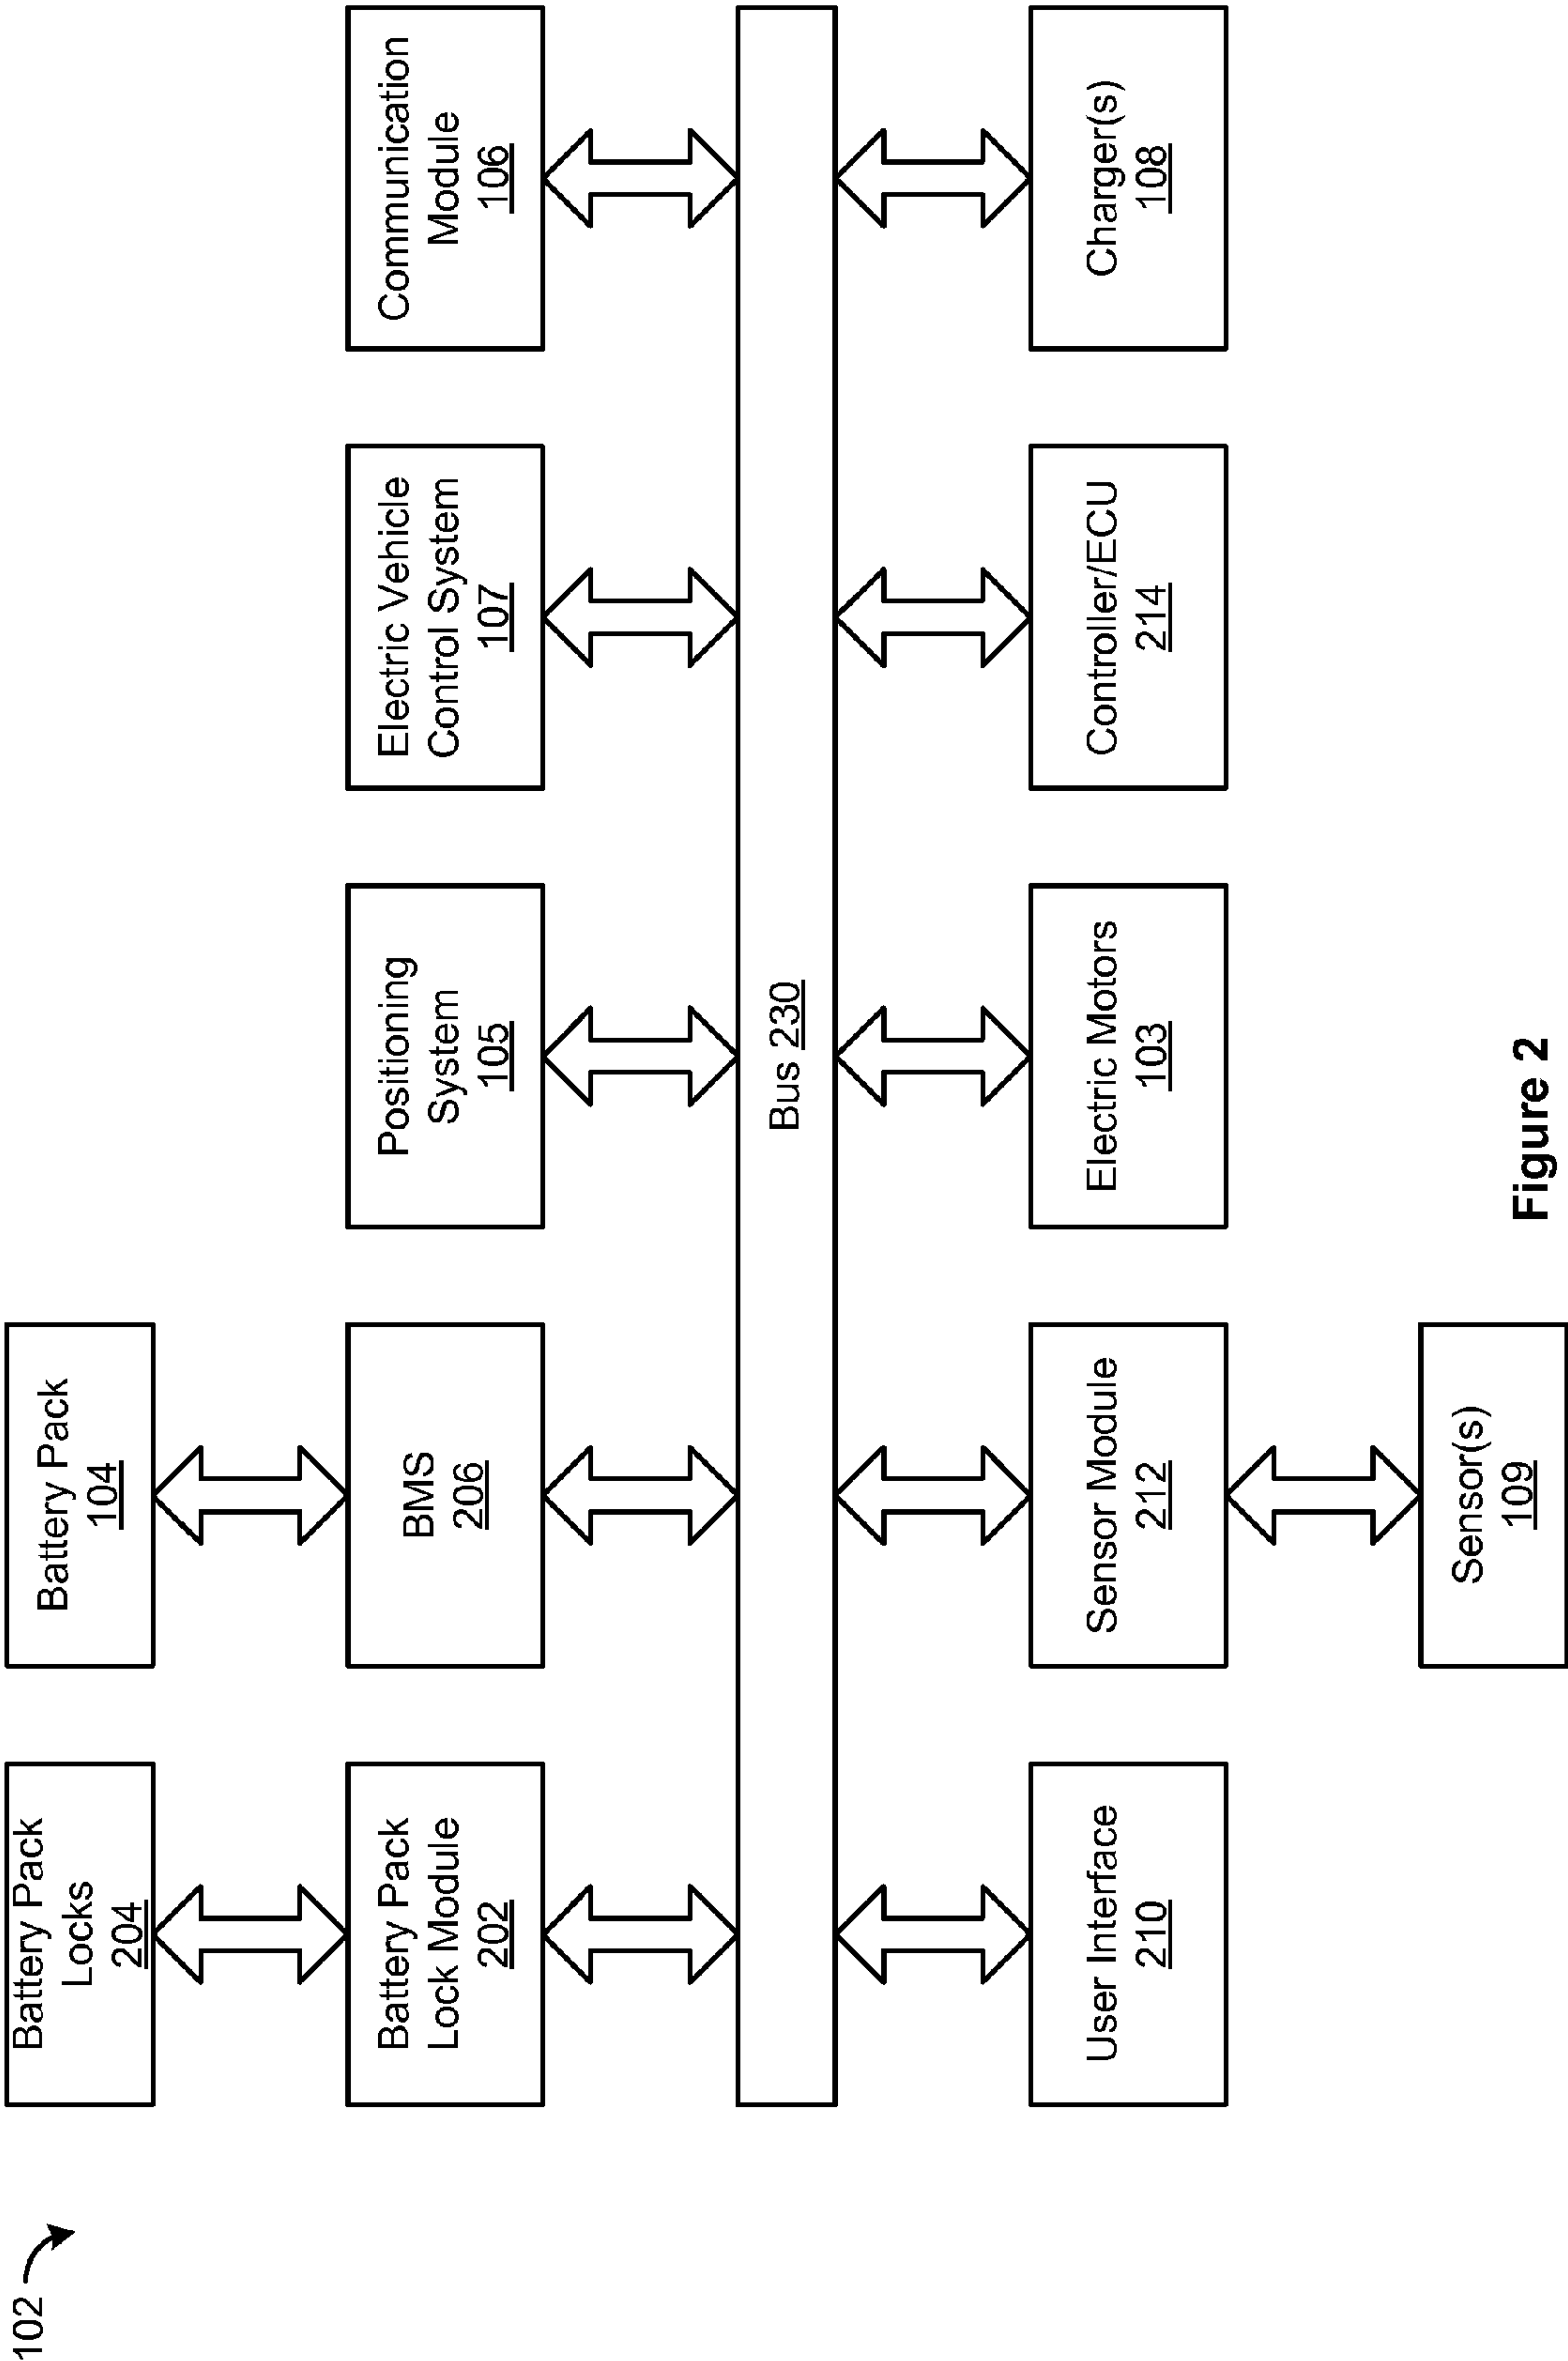 102
Battery Pack
Locks
204
Battery Pack
104
Battery Pack
Lock Module
202
BMS
206
Positioning
System
105
Electric Vehicle
Control System
107
Communication
Module
106
Bus 230
User Interface
210
Sensor Module
212
Electric Motors
103
Controller/ECU
214
Charger(s)
108
Sensor(s)
109
Figure 2